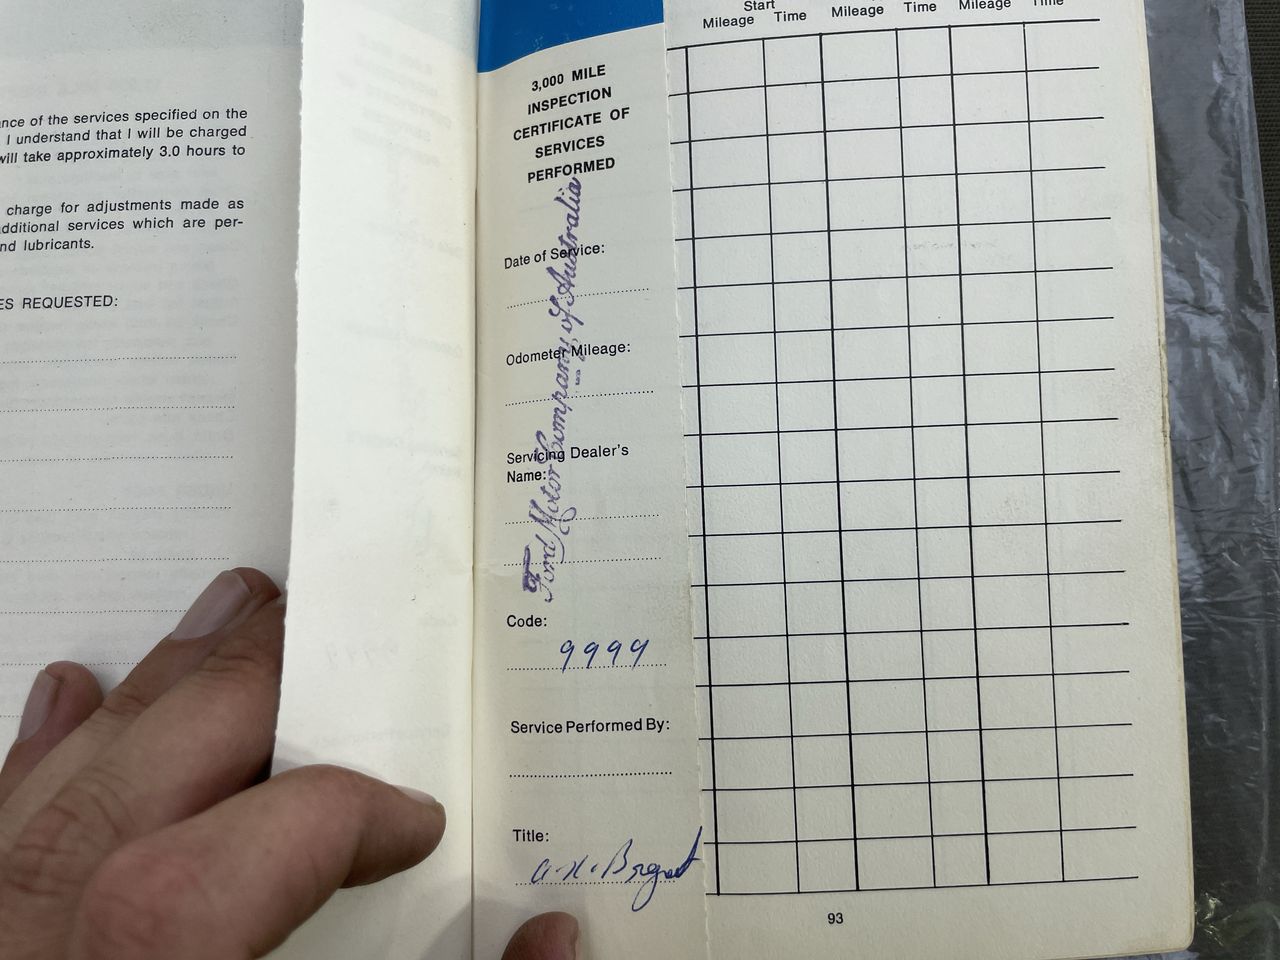 nce of the services specified on the
I understand that I will be charged
will take approximately 3.0 hours to
charge for adjustments made as
additional services which are per-
nd lubricants.
ES REQUESTED:
3,000 MILE
INSPECTION
CERTIFICATE OF
SERVICES
PERFORMED
Date of Service:
Odometer Mileage:
Servicing Dealer's
Name:
Ford Motor Company, of Australia
Code:
9999
Service Performed By:
Title:
Start
Mileage Time Mileage Time Mileage Time
93